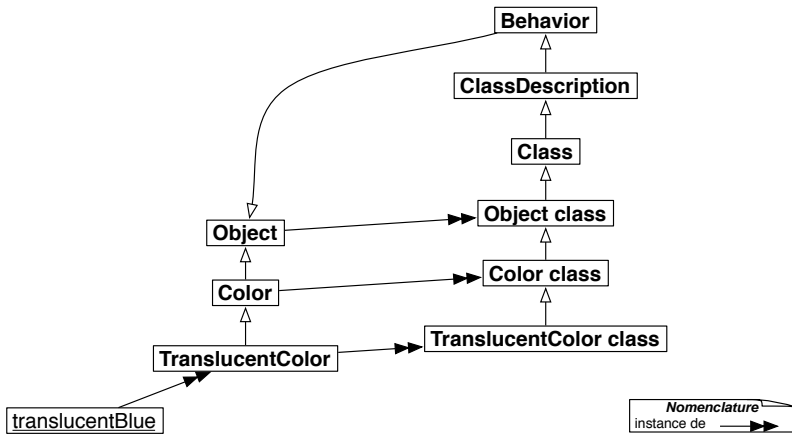 Behavior
ClassDescription
Class
Object
Object class
Color
Color class
TranslucentColor
TranslucentColor class
translucentBlue
Nomenclature
instance de